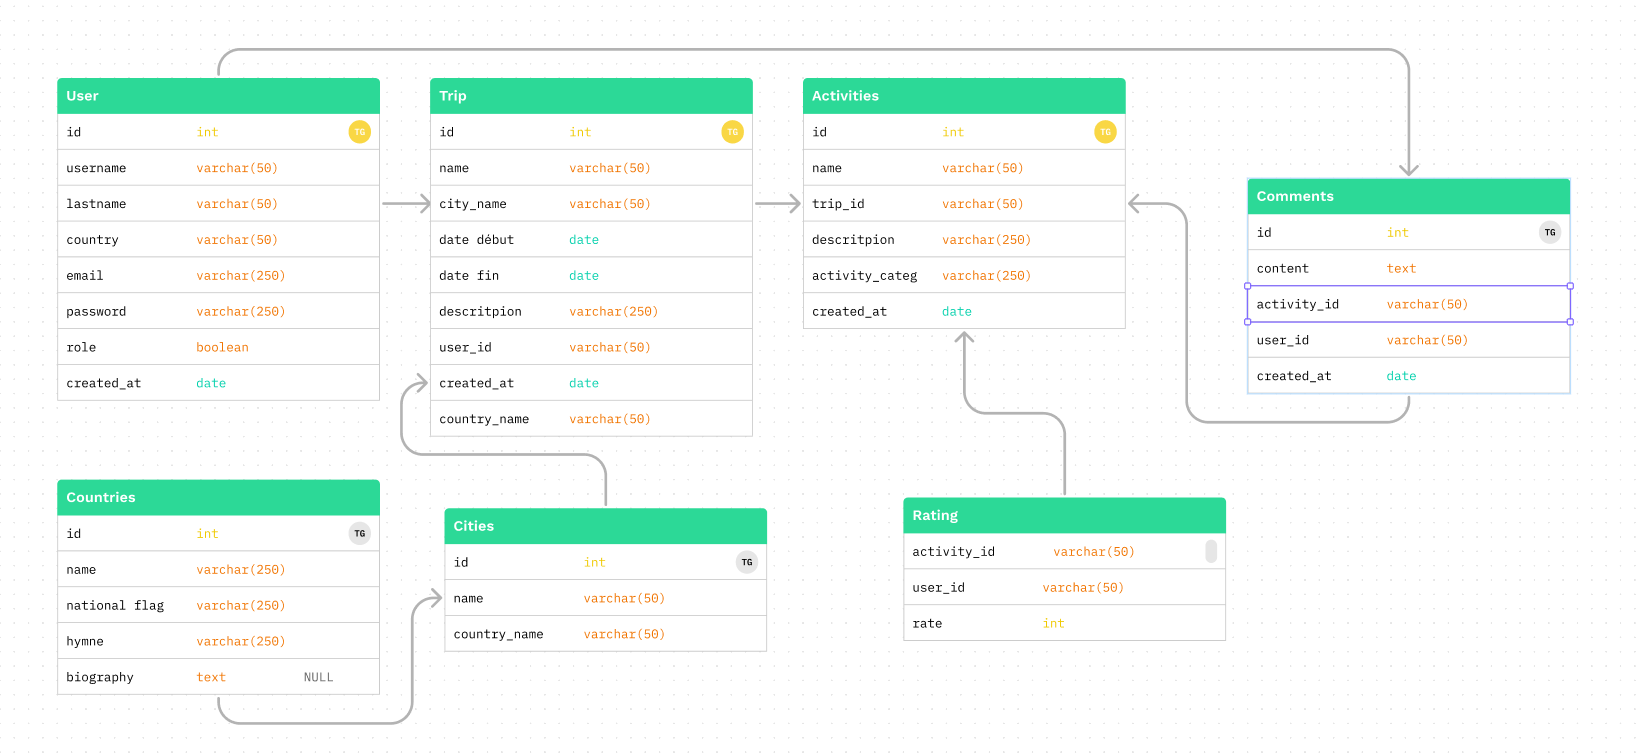 User
id int TG
username varchar(50)
lastname varchar(50)
country varchar(50)
email varchar(250)
password varchar(250)
role boolean
created_at date
Trip
id int TG
name varchar(50)
city_name varchar(50)
date début date
date fin date
descritpion varchar(250)
user_id varchar(50)
created_at date
country_name varchar(50)
Activities
id int TG
name varchar(50)
trip_id varchar(50)
descritpion varchar(250)
activity_categ varchar(250)
created_at date
Comments
id int TG
content text
activity_id varchar(50)
user_id varchar(50)
created_at date
Countries
id int TG
name varchar(250)
national flag varchar(250)
hymne varchar(250)
biography text NULL
Cities
id int TG
name varchar(50)
country_name varchar(50)
Rating
activity_id varchar(50)
user_id varchar(50)
rate int